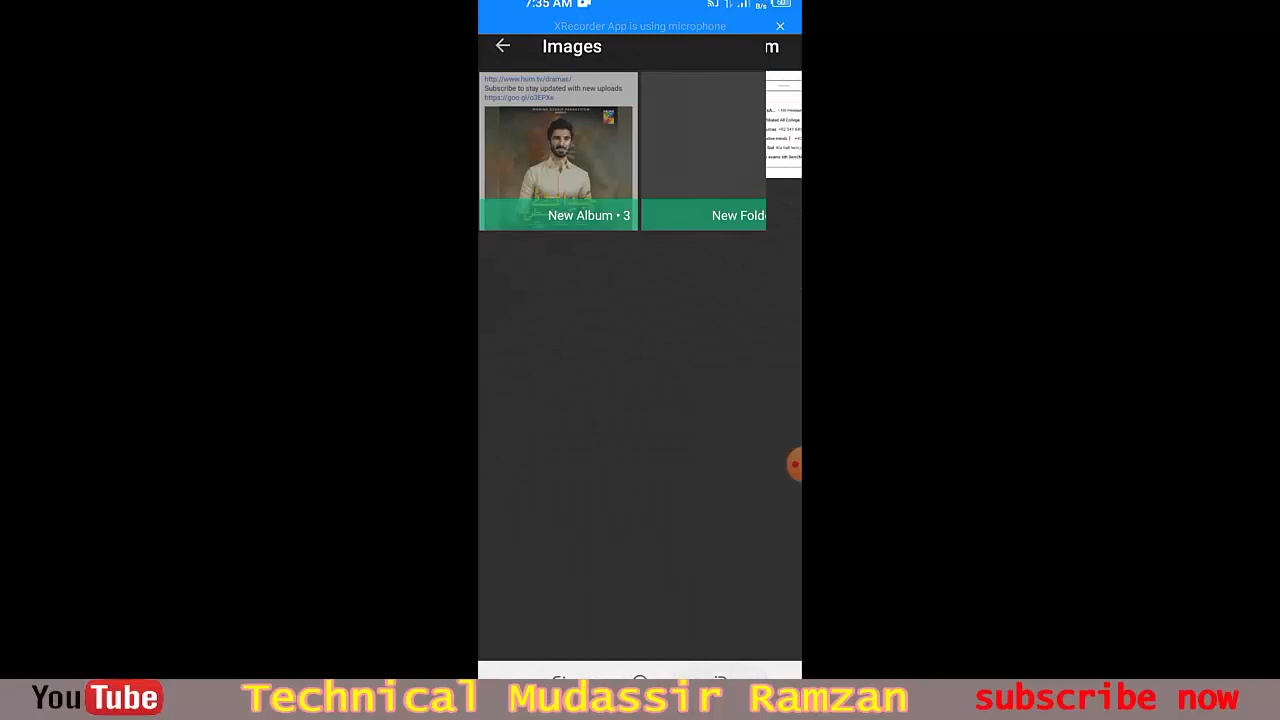 7:35 AM
B/s
60
XRecorder App is using microphone
Images
m
http://www.hum.tv/dramas/
Subscribe to stay updated with new uploads
https://goo.gl/o3EPXe
New Album • 3
New Fold
YouTube
Technical Mudassir Ramzan
subscribe now